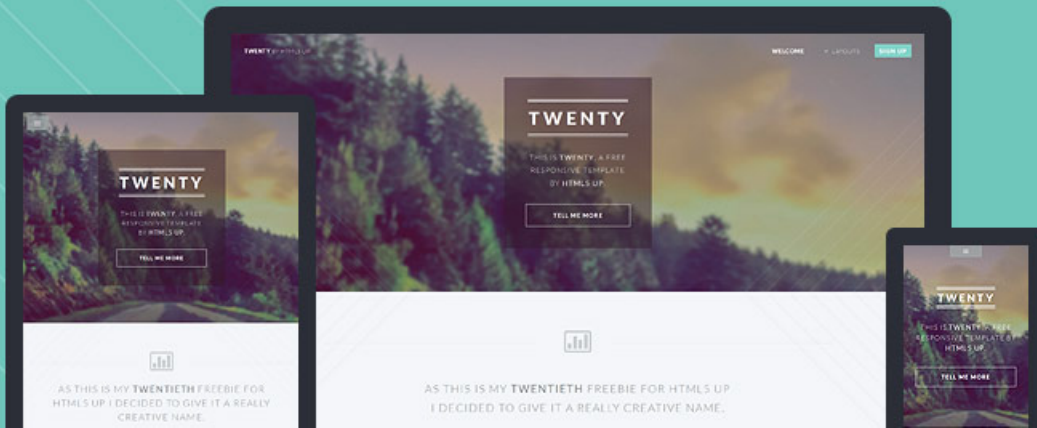 TWENTY BY HTML5 UP
WELCOME
LAYOUTS
SIGN UP
TWENTY
THIS IS TWENTY, A FREE
RESPONSIVE TEMPLATE
BY HTML5 UP.
TELL ME MORE
AS THIS IS MY TWENTIETH FREEBIE FOR HTML5 UP
I DECIDED TO GIVE IT A REALLY CREATIVE NAME.
TWENTY
THIS IS TWENTY, A FREE
RESPONSIVE TEMPLATE
BY HTML5 UP.
TELL ME MORE
AS THIS IS MY TWENTIETH FREEBIE FOR
HTML5 UP I DECIDED TO GIVE IT A REALLY
CREATIVE NAME.
TWENTY
THIS IS TWENTY, A FREE
RESPONSIVE TEMPLATE BY
HTML5 UP.
TELL ME MORE